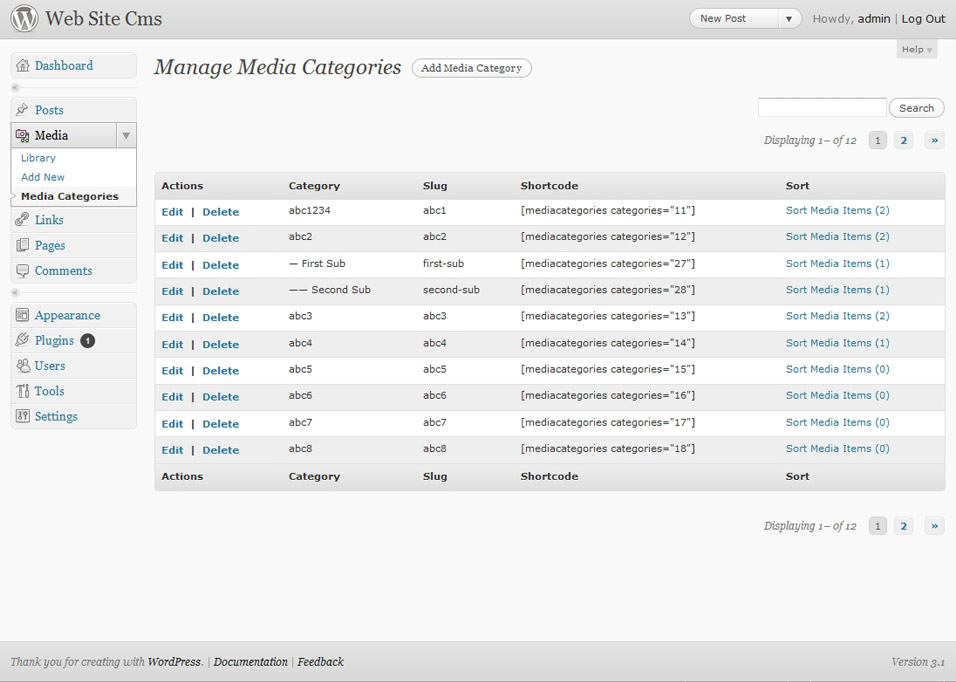 Web Site Cms
New Post ▼ Howdy, admin | Log Out
Help ▼
Dashboard
Posts
Media
Library
Add New
Media Categories
Links
Pages
Comments
Appearance
Plugins 1
Users
Tools
Settings
Manage Media Categories Add Media Category
Search
Displaying 1– of 12 1 2 »
Actions Category Slug Shortcode Sort
Edit | Delete abc1234 abc1 [mediacategories categories="11"] Sort Media Items (2)
Edit | Delete abc2 abc2 [mediacategories categories="12"] Sort Media Items (2)
Edit | Delete — First Sub first-sub [mediacategories categories="27"] Sort Media Items (1)
Edit | Delete —— Second Sub second-sub [mediacategories categories="28"] Sort Media Items (1)
Edit | Delete abc3 abc3 [mediacategories categories="13"] Sort Media Items (2)
Edit | Delete abc4 abc4 [mediacategories categories="14"] Sort Media Items (1)
Edit | Delete abc5 abc5 [mediacategories categories="15"] Sort Media Items (0)
Edit | Delete abc6 abc6 [mediacategories categories="16"] Sort Media Items (0)
Edit | Delete abc7 abc7 [mediacategories categories="17"] Sort Media Items (0)
Edit | Delete abc8 abc8 [mediacategories categories="18"] Sort Media Items (0)
Actions Category Slug Shortcode Sort
Displaying 1– of 12 1 2 »
Thank you for creating with WordPress. | Documentation | Feedback Version 3.1